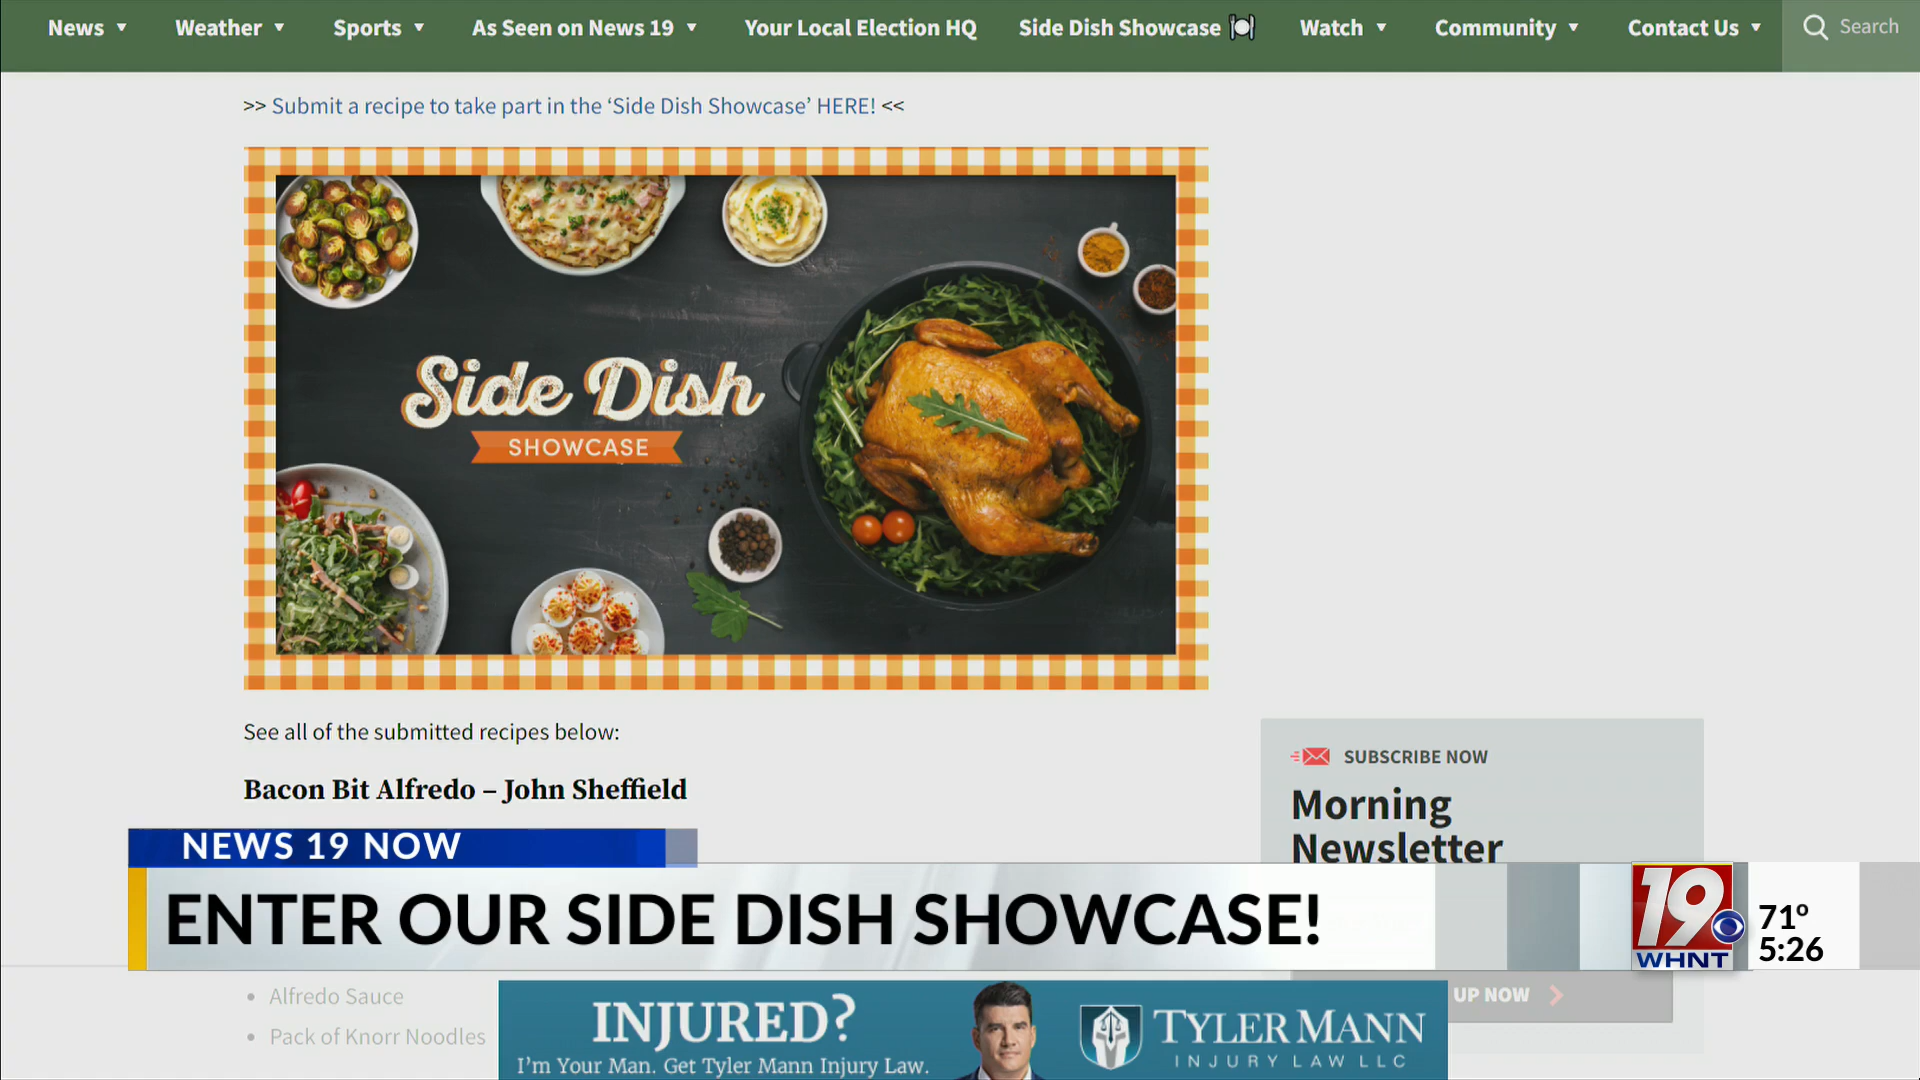 News ▼ Weather ▼ Sports ▼ As Seen on News 19 ▼ Your Local Election HQ Side Dish Showcase 🍽 Watch ▼ Community ▼ Contact Us ▼ Search
>> Submit a recipe to take part in the ‘Side Dish Showcase’ HERE! <<
Side Dish
SHOWCASE
See all of the submitted recipes below:
Bacon Bit Alfredo – John Sheffield
SUBSCRIBE NOW
Morning
Newsletter
NEWS 19 NOW
ENTER OUR SIDE DISH SHOWCASE!
19
WHNT
71º
5:26
• Alfredo Sauce
• Pack of Knorr Noodles
UP NOW
INJURED?
I'm Your Man. Get Tyler Mann Injury Law.
TYLER MANN
INJURY LAW LLC